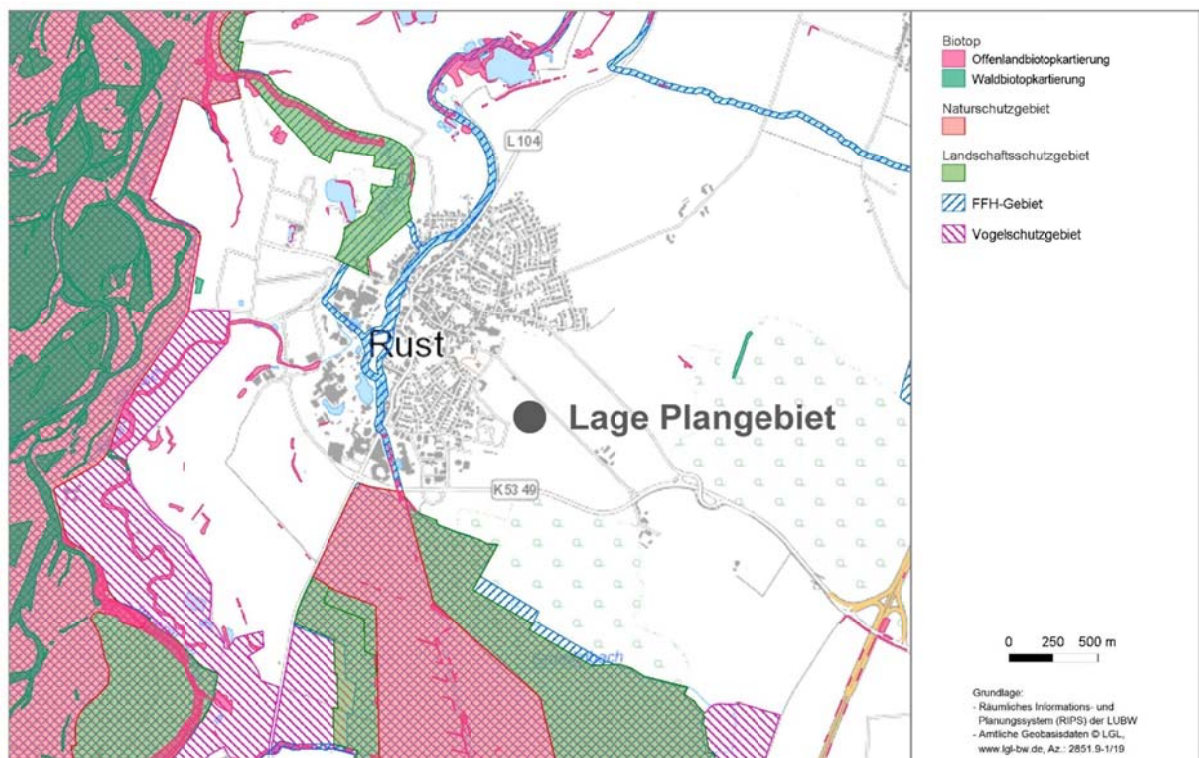 L 104
Rust
Lage Plangebiet
K 53 49
Biotop
Offenlandbiotopkartierung
Waldbiotopkartierung
Naturschutzgebiet
Landschaftsschutzgebiet
FFH-Gebiet
Vogelschutzgebiet
0 250 500 m
Grundlage:
- Räumliches Informations- und
Planungssystem (RIPS) der LUBW
- Amtliche Geobasisdaten © LGL,
www.lgl-bw.de, Az.: 2851.9-1/19